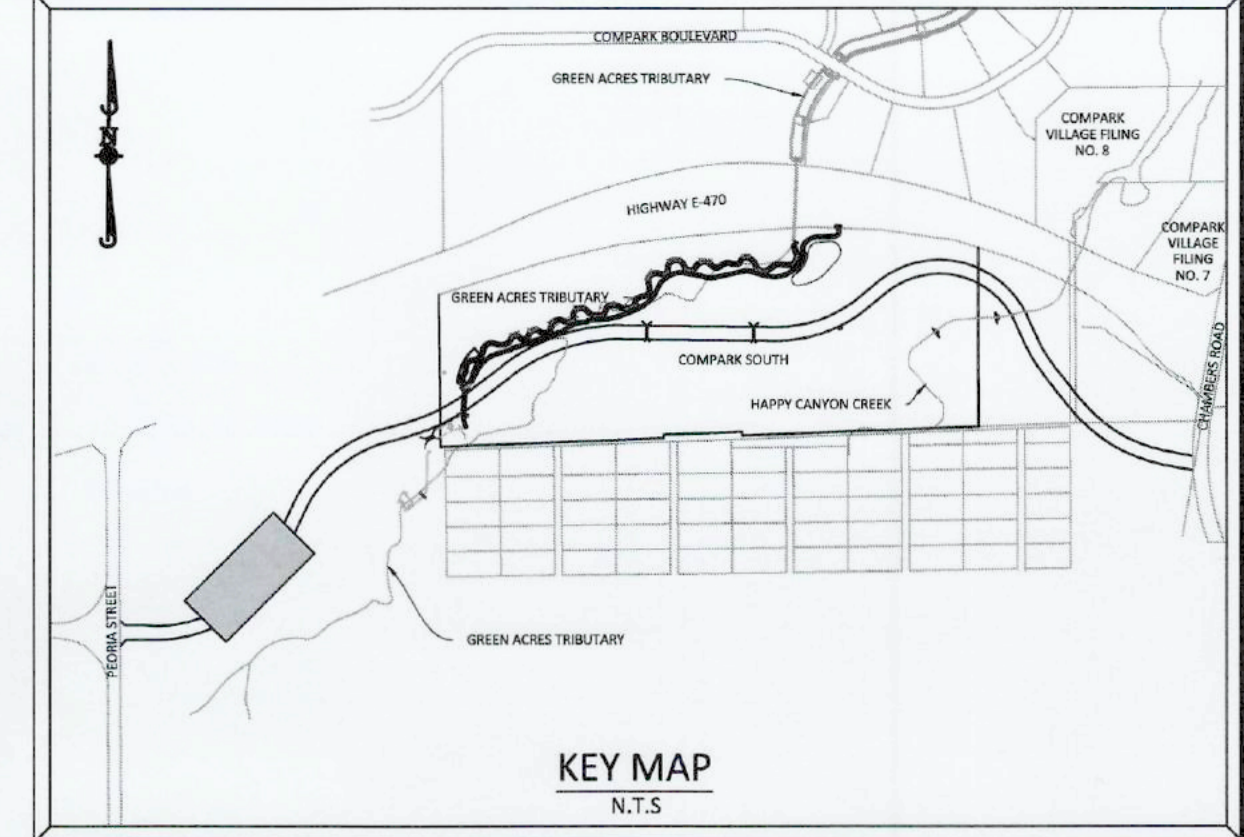 COMPARK BOULEVARD
GREEN ACRES TRIBUTARY
COMPARK
VILLAGE FILING
NO. 8
N
HIGHWAY E-470
COMPARK
VILLAGE
FILING
NO. 7
GREEN ACRES TRIBUTARY
COMPARK SOUTH
CHAMBERS ROAD
HAPPY CANYON CREEK
PEORIA STREET
GREEN ACRES TRIBUTARY
KEY MAP
N.T.S